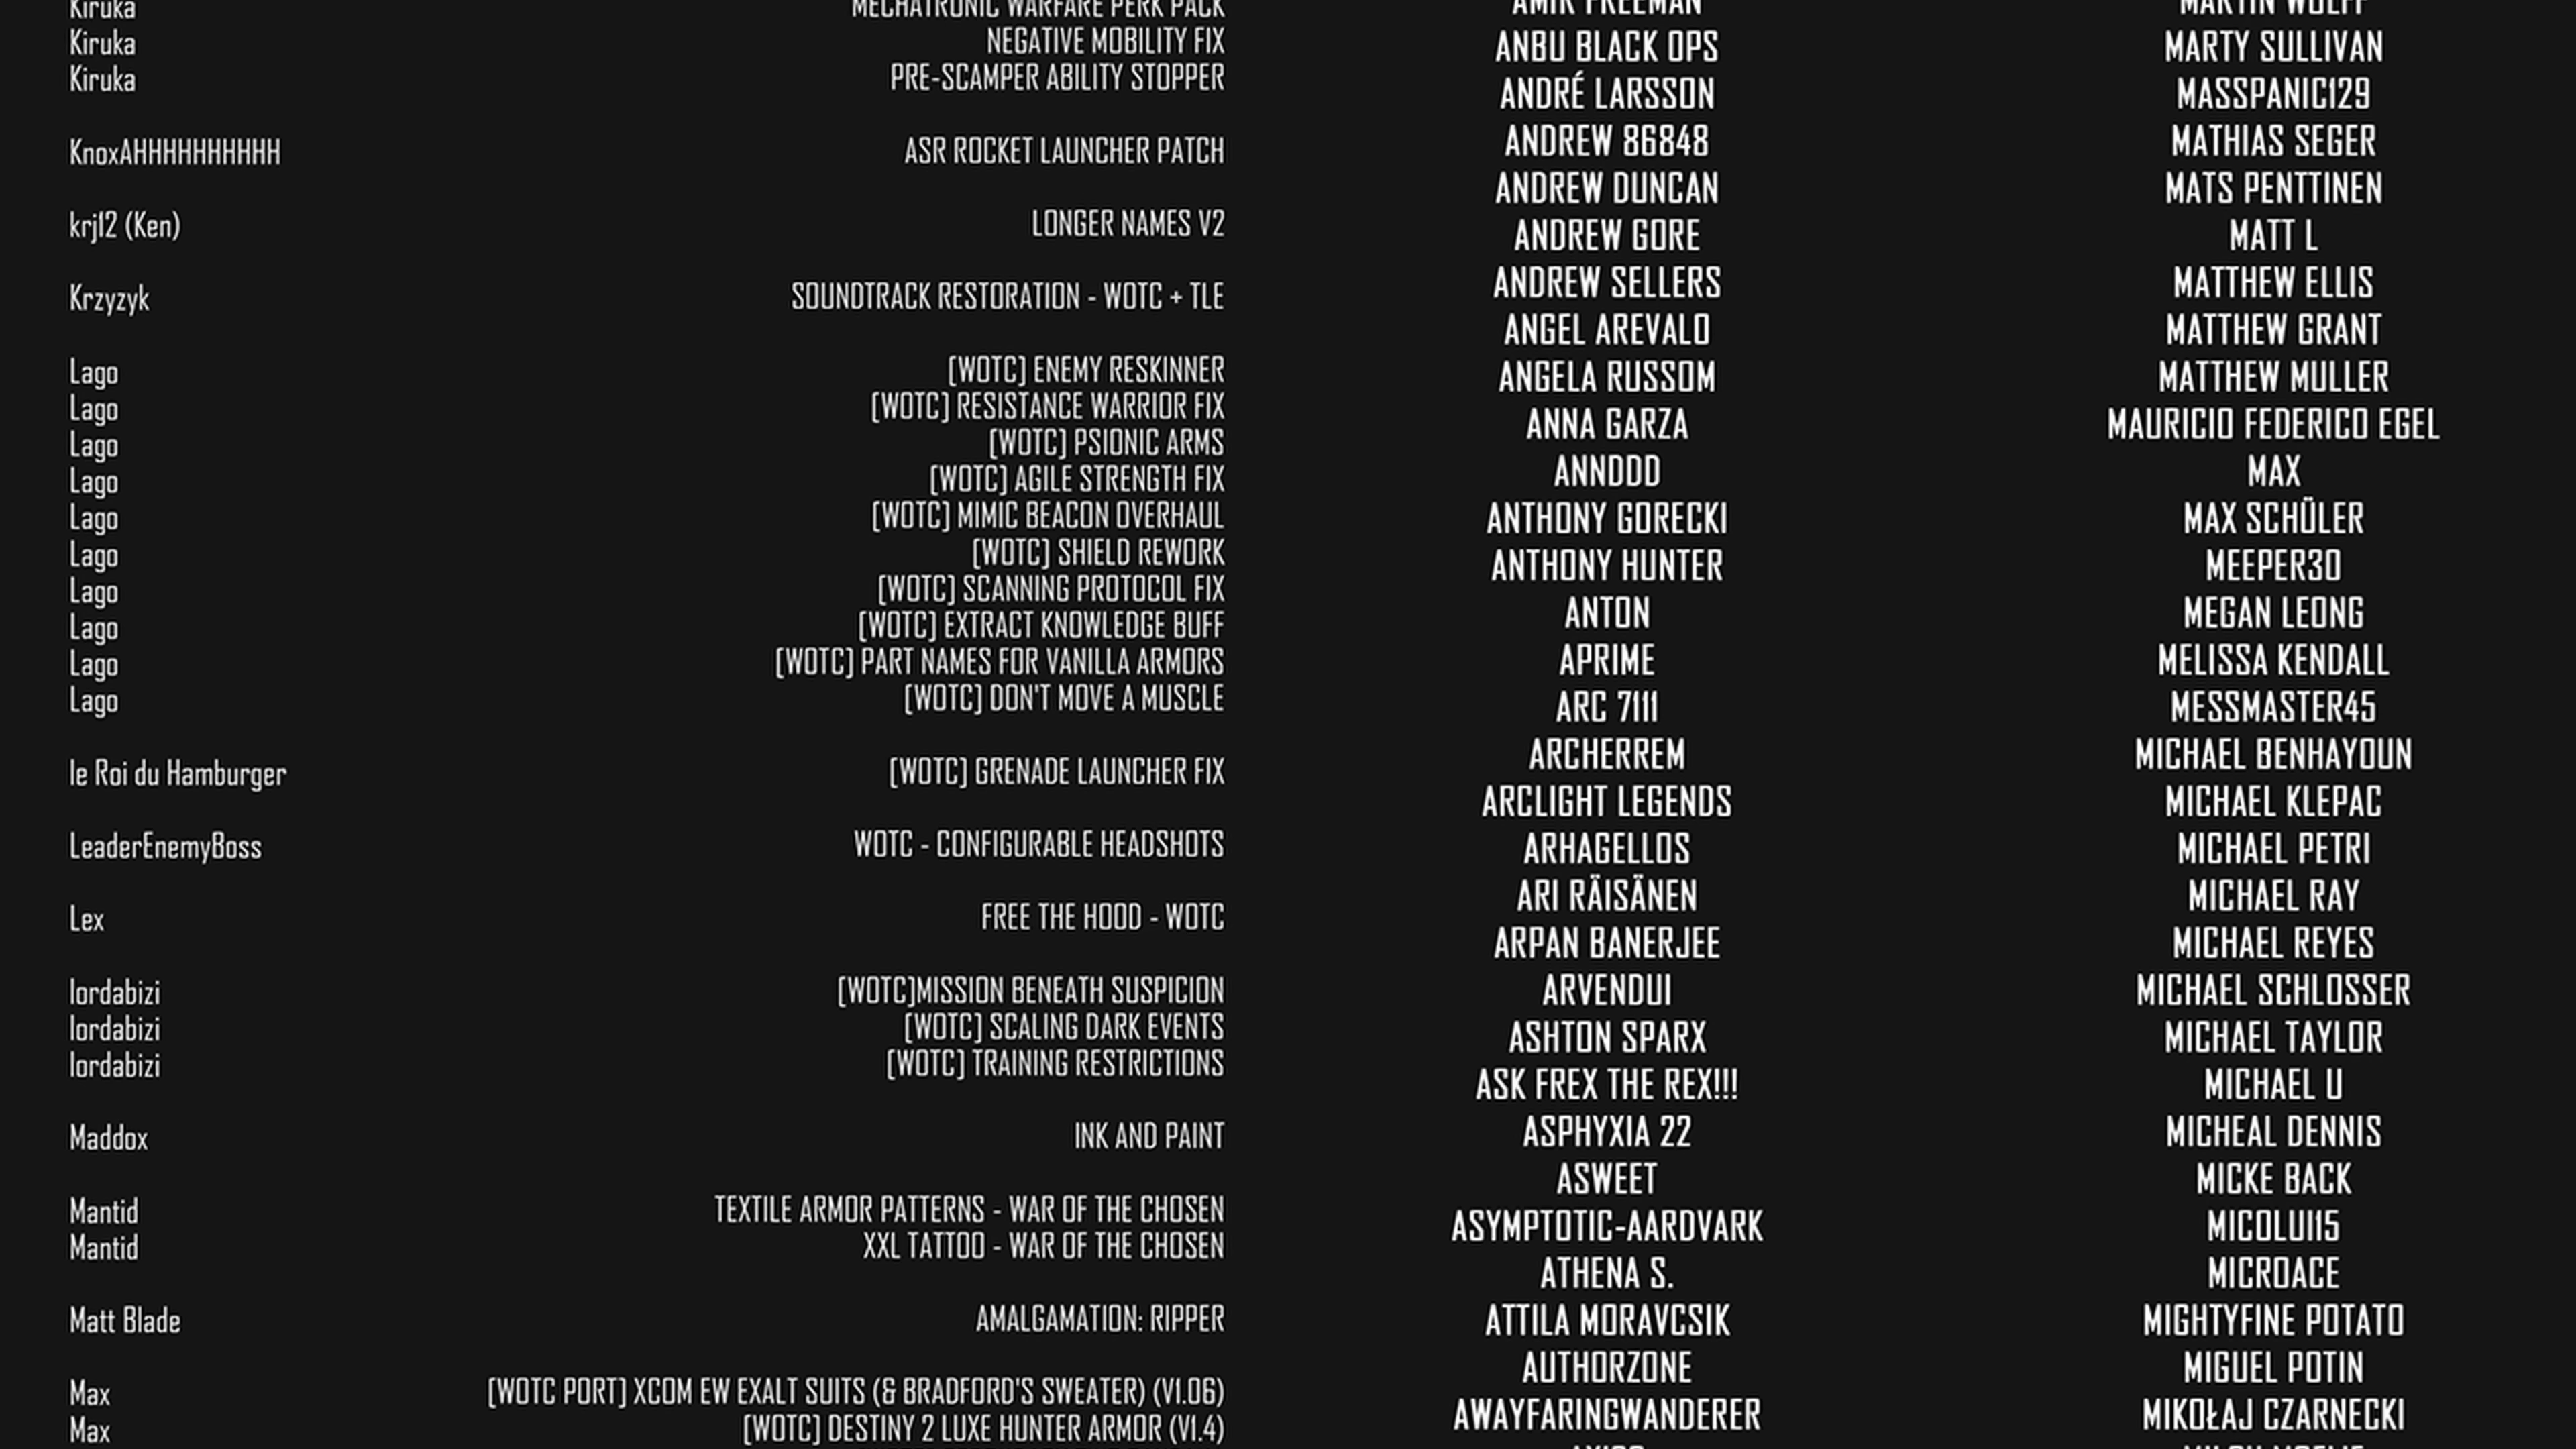 Kiruka MECHATRONIC WARFARE PERK PACK
Kiruka NEGATIVE MOBILITY FIX
Kiruka PRE-SCAMPER ABILITY STOPPER
KnoxAHHHHHHHHHHH ASR ROCKET LAUNCHER PATCH
krj12 (Ken) LONGER NAMES V2
Krzyzyk SOUNDTRACK RESTORATION - WOTC + TLE
Lago [WOTC] ENEMY RESKINNER
Lago [WOTC] RESISTANCE WARRIOR FIX
Lago [WOTC] PSIONIC ARMS
Lago [WOTC] AGILE STRENGTH FIX
Lago [WOTC] MIMIC BEACON OVERHAUL
Lago [WOTC] SHIELD REWORK
Lago [WOTC] SCANNING PROTOCOL FIX
Lago [WOTC] EXTRACT KNOWLEDGE BUFF
Lago [WOTC] PART NAMES FOR VANILLA ARMORS
Lago [WOTC] DON'T MOVE A MUSCLE
le Roi du Hamburger [WOTC] GRENADE LAUNCHER FIX
LeaderEnemyBoss WOTC - CONFIGURABLE HEADSHOTS
Lex FREE THE HOOD - WOTC
lordabizi [WOTC]MISSION BENEATH SUSPICION
lordabizi [WOTC] SCALING DARK EVENTS
lordabizi [WOTC] TRAINING RESTRICTIONS
Maddox INK AND PAINT
Mantid TEXTILE ARMOR PATTERNS - WAR OF THE CHOSEN
Mantid XXL TATTOO - WAR OF THE CHOSEN
Matt Blade AMALGAMATION: RIPPER
Max [WOTC PORT] XCOM EW EXALT SUITS (& BRADFORD'S SWEATER) (V1.06)
Max [WOTC] DESTINY 2 LUXE HUNTER ARMOR (V1.4)
AMIR FREEMAN
ANBU BLACK OPS
ANDRÉ LARSSON
ANDREW 86848
ANDREW DUNCAN
ANDREW GORE
ANDREW SELLERS
ANGEL AREVALO
ANGELA RUSSOM
ANNA GARZA
ANNDDD
ANTHONY GORECKI
ANTHONY HUNTER
ANTON
APRIME
ARC 7111
ARCHERREM
ARCLIGHT LEGENDS
ARHAGELLOS
ARI RÄISÄNEN
ARPAN BANERJEE
ARVENDUI
ASHTON SPARX
ASK FREX THE REX!!!
ASPHYXIA 22
ASWEET
ASYMPTOTIC-AARDVARK
ATHENA S.
ATTILA MORAVCSIK
AUTHORZONE
AWAYFARINGWANDERER
MARTIN WOLFF
MARTY SULLIVAN
MASSPANIC129
MATHIAS SEGER
MATS PENTTINEN
MATT L
MATTHEW ELLIS
MATTHEW GRANT
MATTHEW MULLER
MAURICIO FEDERICO EGEL
MAX
MAX SCHÜLER
MEEPER30
MEGAN LEONG
MELISSA KENDALL
MESSMASTER45
MICHAEL BENHAYOUN
MICHAEL KLEPAC
MICHAEL PETRI
MICHAEL RAY
MICHAEL REYES
MICHAEL SCHLOSSER
MICHAEL TAYLOR
MICHAEL U
MICHEAL DENNIS
MICKE BACK
MICOLUI15
MICROACE
MIGHTYFINE POTATO
MIGUEL POTIN
MIKOŁAJ CZARNECKI